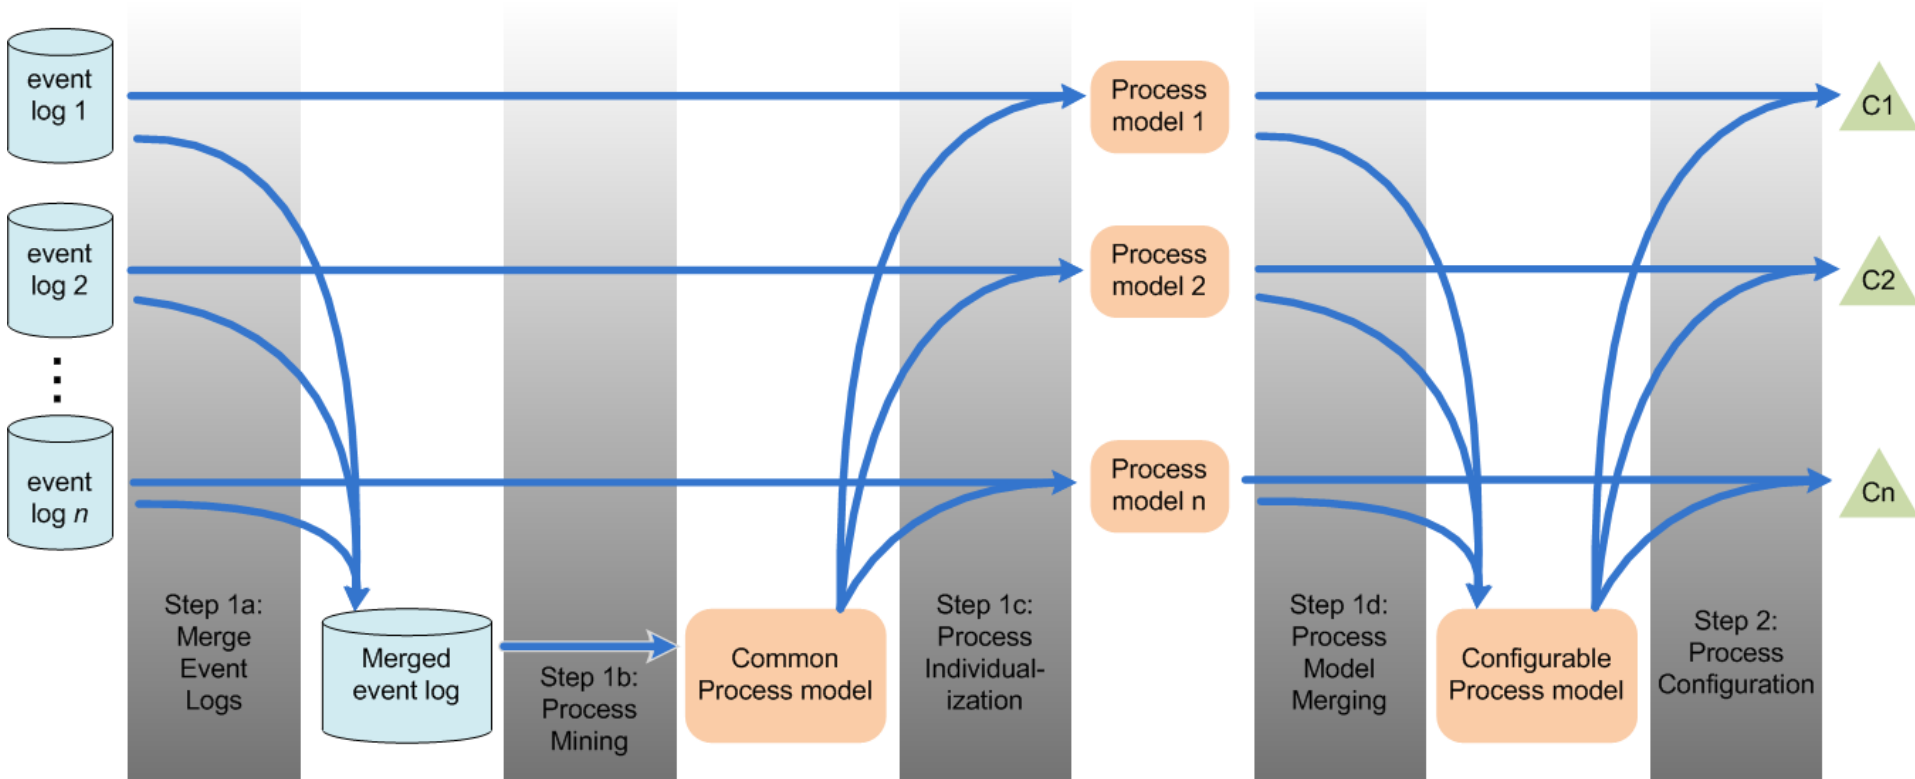 event
log 1
event
log 2
event
log n
Step 1a:
Merge
Event
Logs
Merged
event log
Step 1b:
Process
Mining
Common
Process model
Step 1c:
Process
Individual-
ization
Process
model 1
Process
model 2
Process
model n
Step 1d:
Process
Model
Merging
Configurable
Process model
Step 2:
Process
Configuration
C1
C2
Cn